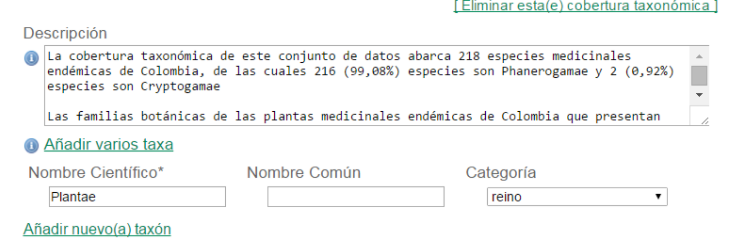 [ Eliminar esta(e) cobertura taxonómica ]
Descripción
La cobertura taxonómica de este conjunto de datos abarca 218 especies medicinales
endémicas de Colombia, de las cuales 216 (99,08%) especies son Phanerogamae y 2 (0,92%)
especies son Cryptogamae
Las familias botánicas de las plantas medicinales endémicas de Colombia que presentan
Añadir varios taxa
Nombre Científico* Nombre Común Categoría
Plantae reino
Añadir nuevo(a) taxón